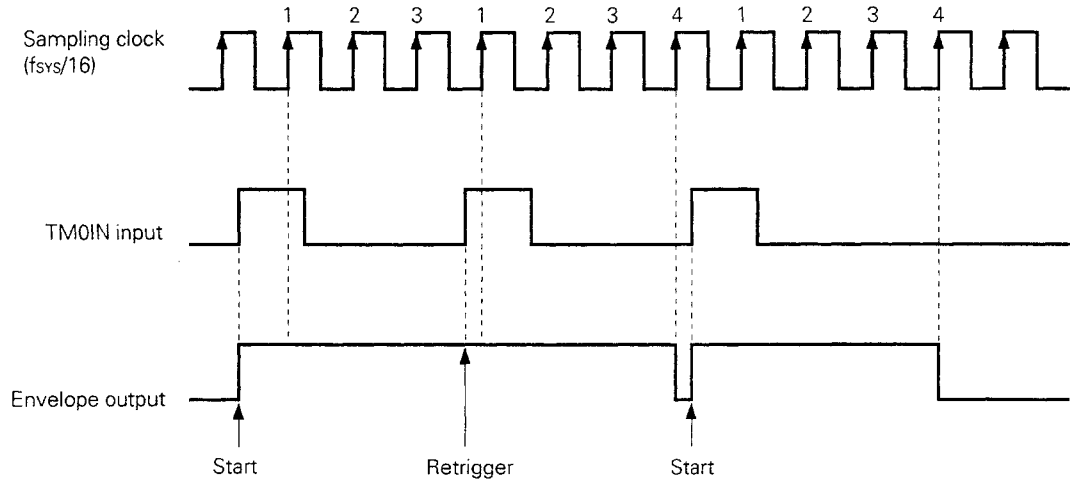 1 2 3 1 2 3 4 1 2 3 4
Sampling clock
(fsys/16)
TM0IN input
Envelope output
Start Retrigger Start